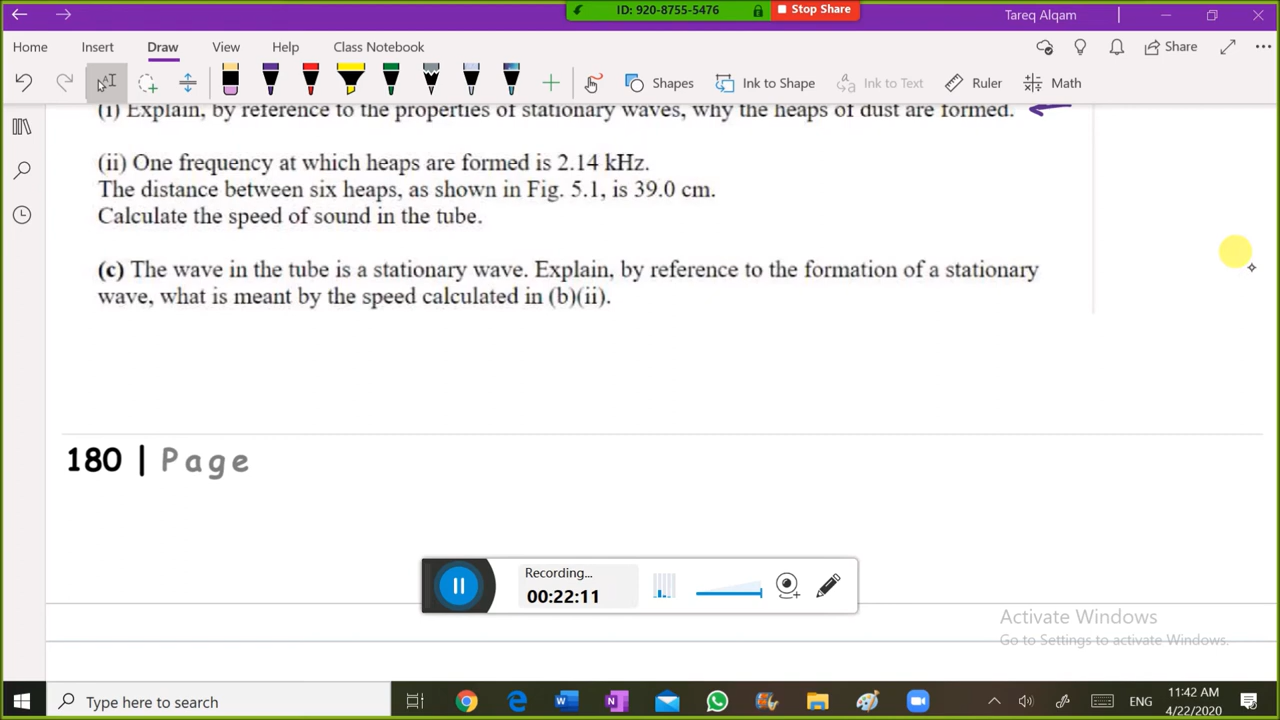 ID: 920-8755-5476
Stop Share
Tareq Alqam
Home Insert Draw View Help Class Notebook
Share
Shapes Ink to Shape Ink to Text Ruler Math
(i) Explain, by reference to the properties of stationary waves, why the heaps of dust are formed.
(ii) One frequency at which heaps are formed is 2.14 kHz.
The distance between six heaps, as shown in Fig. 5.1, is 39.0 cm.
Calculate the speed of sound in the tube.
(c) The wave in the tube is a stationary wave. Explain, by reference to the formation of a stationary
wave, what is meant by the speed calculated in (b)(ii).
180 | Page
Recording...
00:22:11
Activate Windows
Go to Settings to activate Windows.
Type here to search
ENG
11:42 AM
4/22/2020